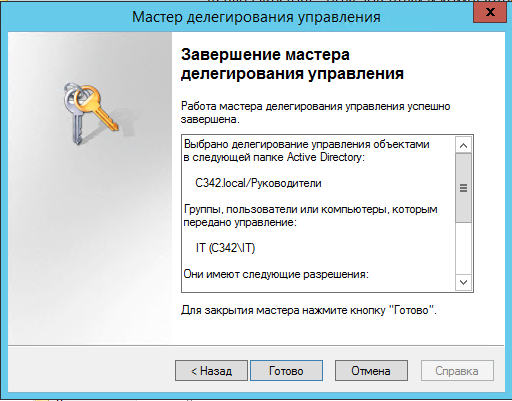 Мастер делегирования управления
x
Завершение мастера
делегирования управления
Работа мастера делегирования управления успешно
завершена.
Выбрано делегирование управления объектами
в следующей папке Active Directory:
C342.local/Руководители
Группы, пользователи или компьютеры, которым
передано управление:
IT (C342\IT)
Они имеют следующие разрешения:
Для закрытия мастера нажмите кнопку "Готово".
< Назад
Готово
Отмена
Справка